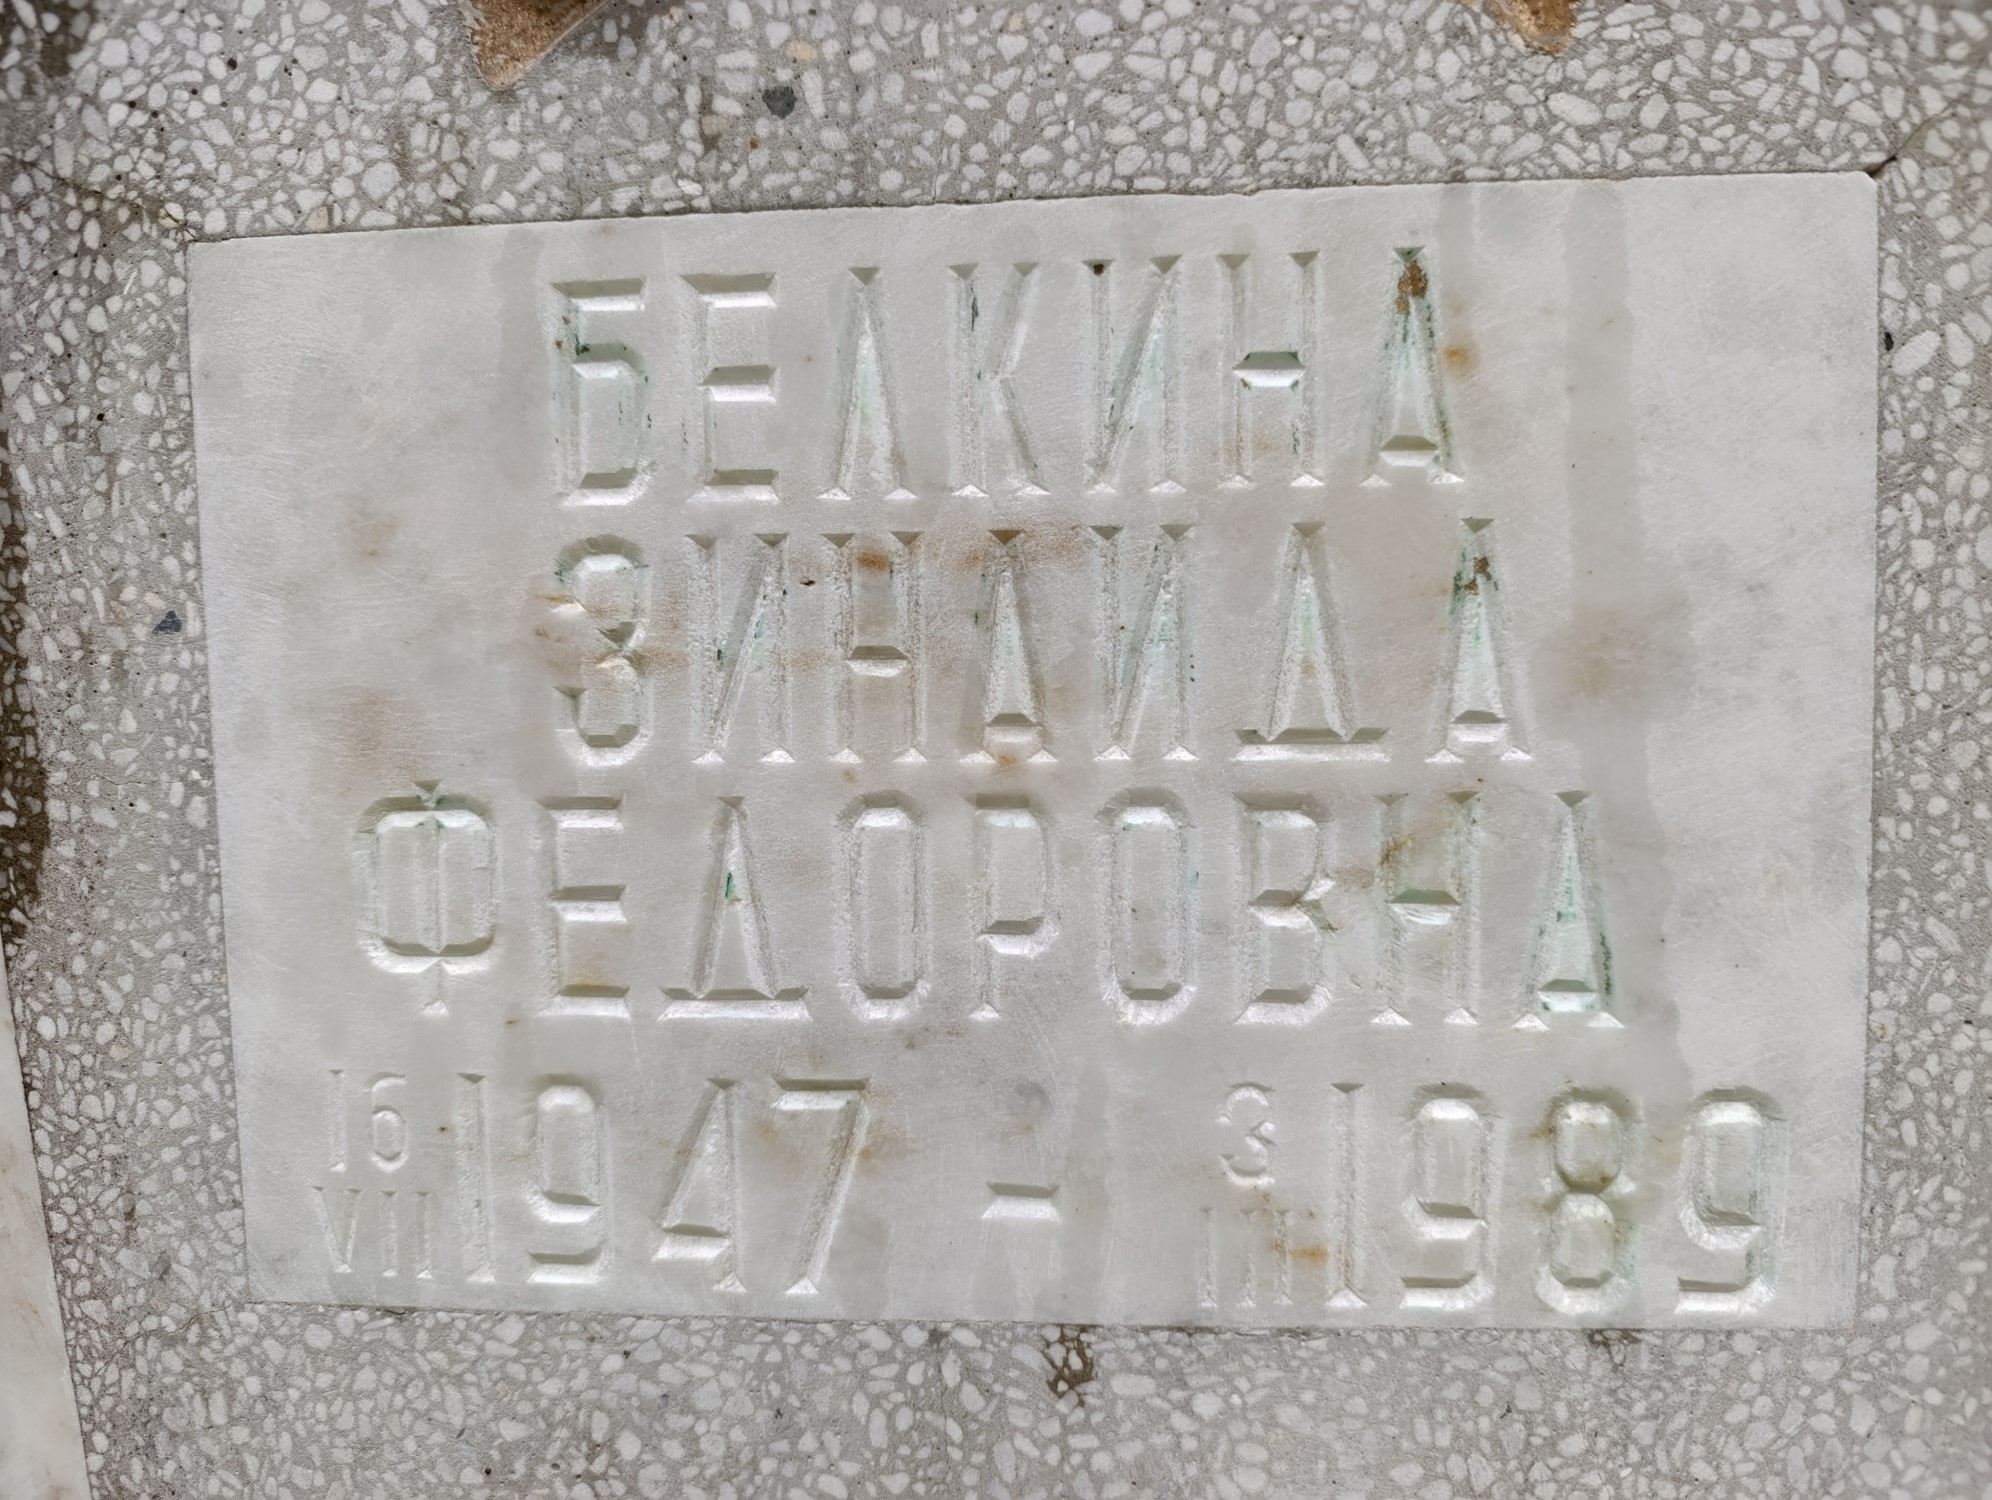 БЕЛКИНА
ЗИНАИДА
ФЕДОРОВНА
16 VII 1947 - 3 III 1989